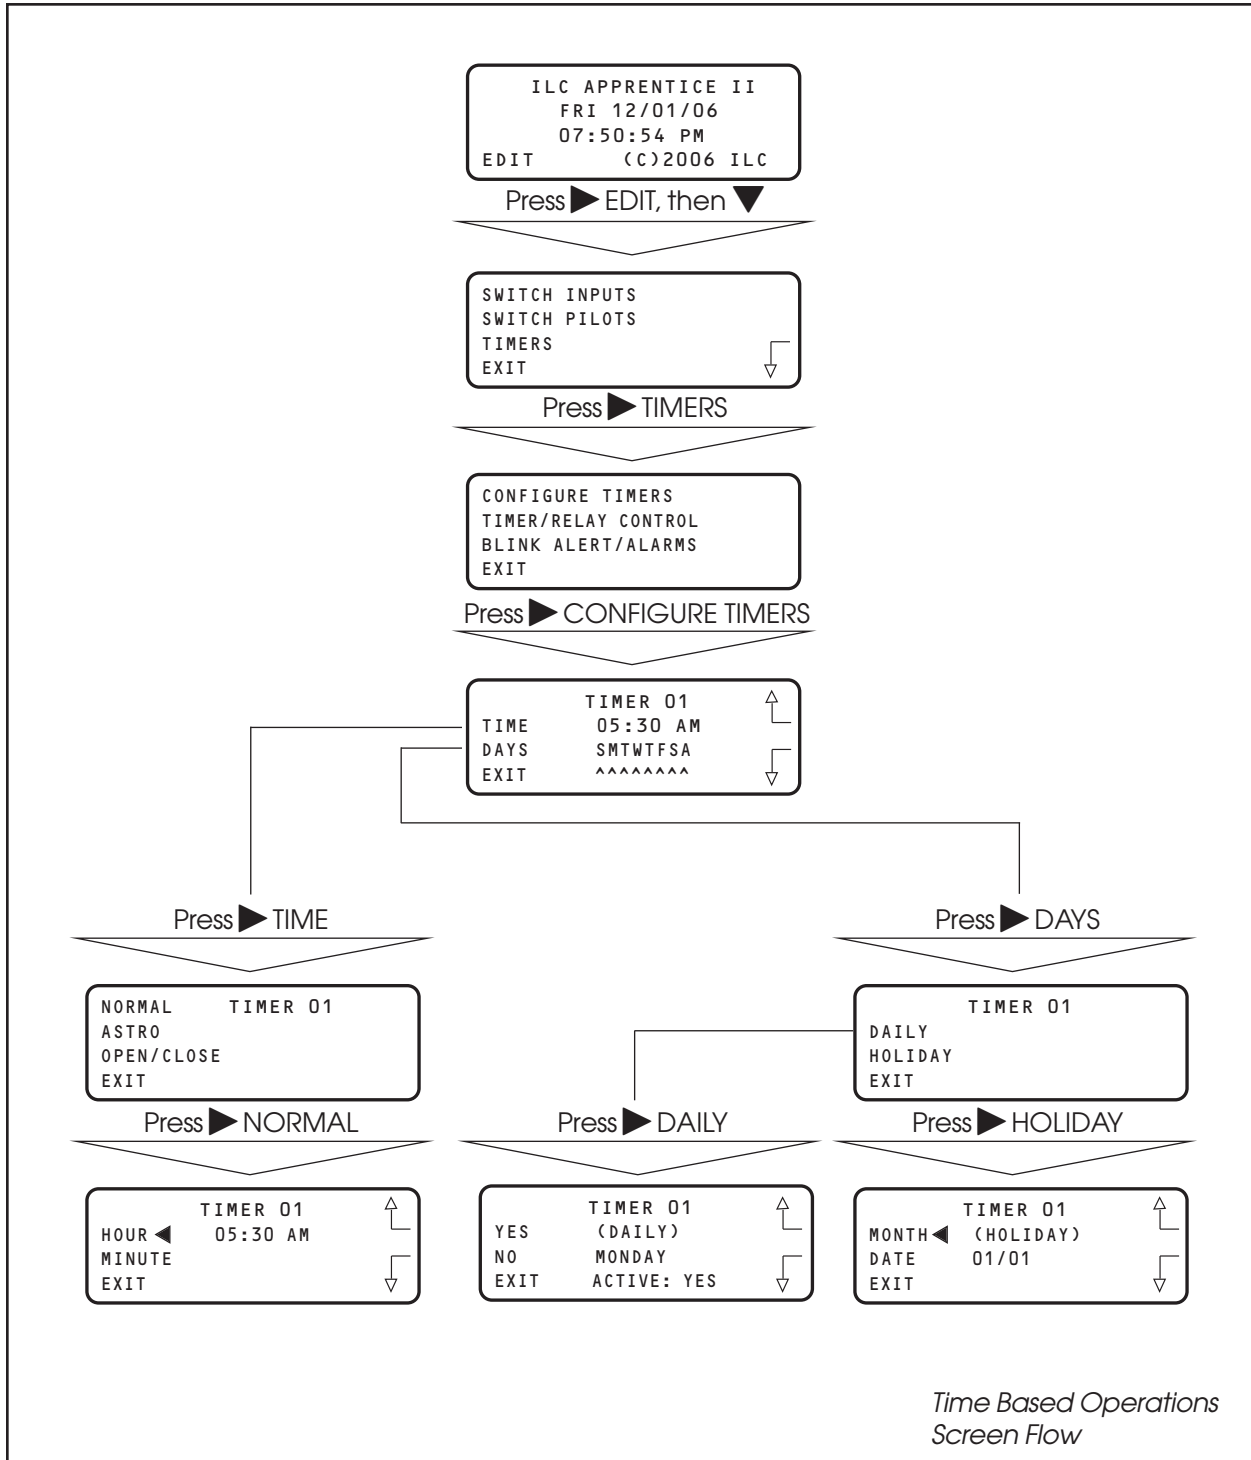 ILC APPRENTICE II
FRI 12/01/06
07:50:54 PM
EDIT (C)2006 ILC
Press ▶ EDIT, then ▼
SWITCH INPUTS
SWITCH PILOTS
TIMERS
EXIT
Press ▶ TIMERS
CONFIGURE TIMERS
TIMER/RELAY CONTROL
BLINK ALERT/ALARMS
EXIT
Press ▶ CONFIGURE TIMERS
TIMER 01
TIME 05:30 AM
DAYS SMTWTFSA
EXIT ^^^^^^^^
Press ▶ TIME
NORMAL TIMER 01
ASTRO
OPEN/CLOSE
EXIT
Press ▶ NORMAL
TIMER 01
HOUR ◀ 05:30 AM
MINUTE
EXIT
Press ▶ DAYS
TIMER 01
DAILY
HOLIDAY
EXIT
Press ▶ DAILY
TIMER 01
YES (DAILY)
NO MONDAY
EXIT ACTIVE: YES
Press ▶ HOLIDAY
TIMER 01
MONTH ◀ (HOLIDAY)
DATE 01/01
EXIT
Time Based Operations
Screen Flow